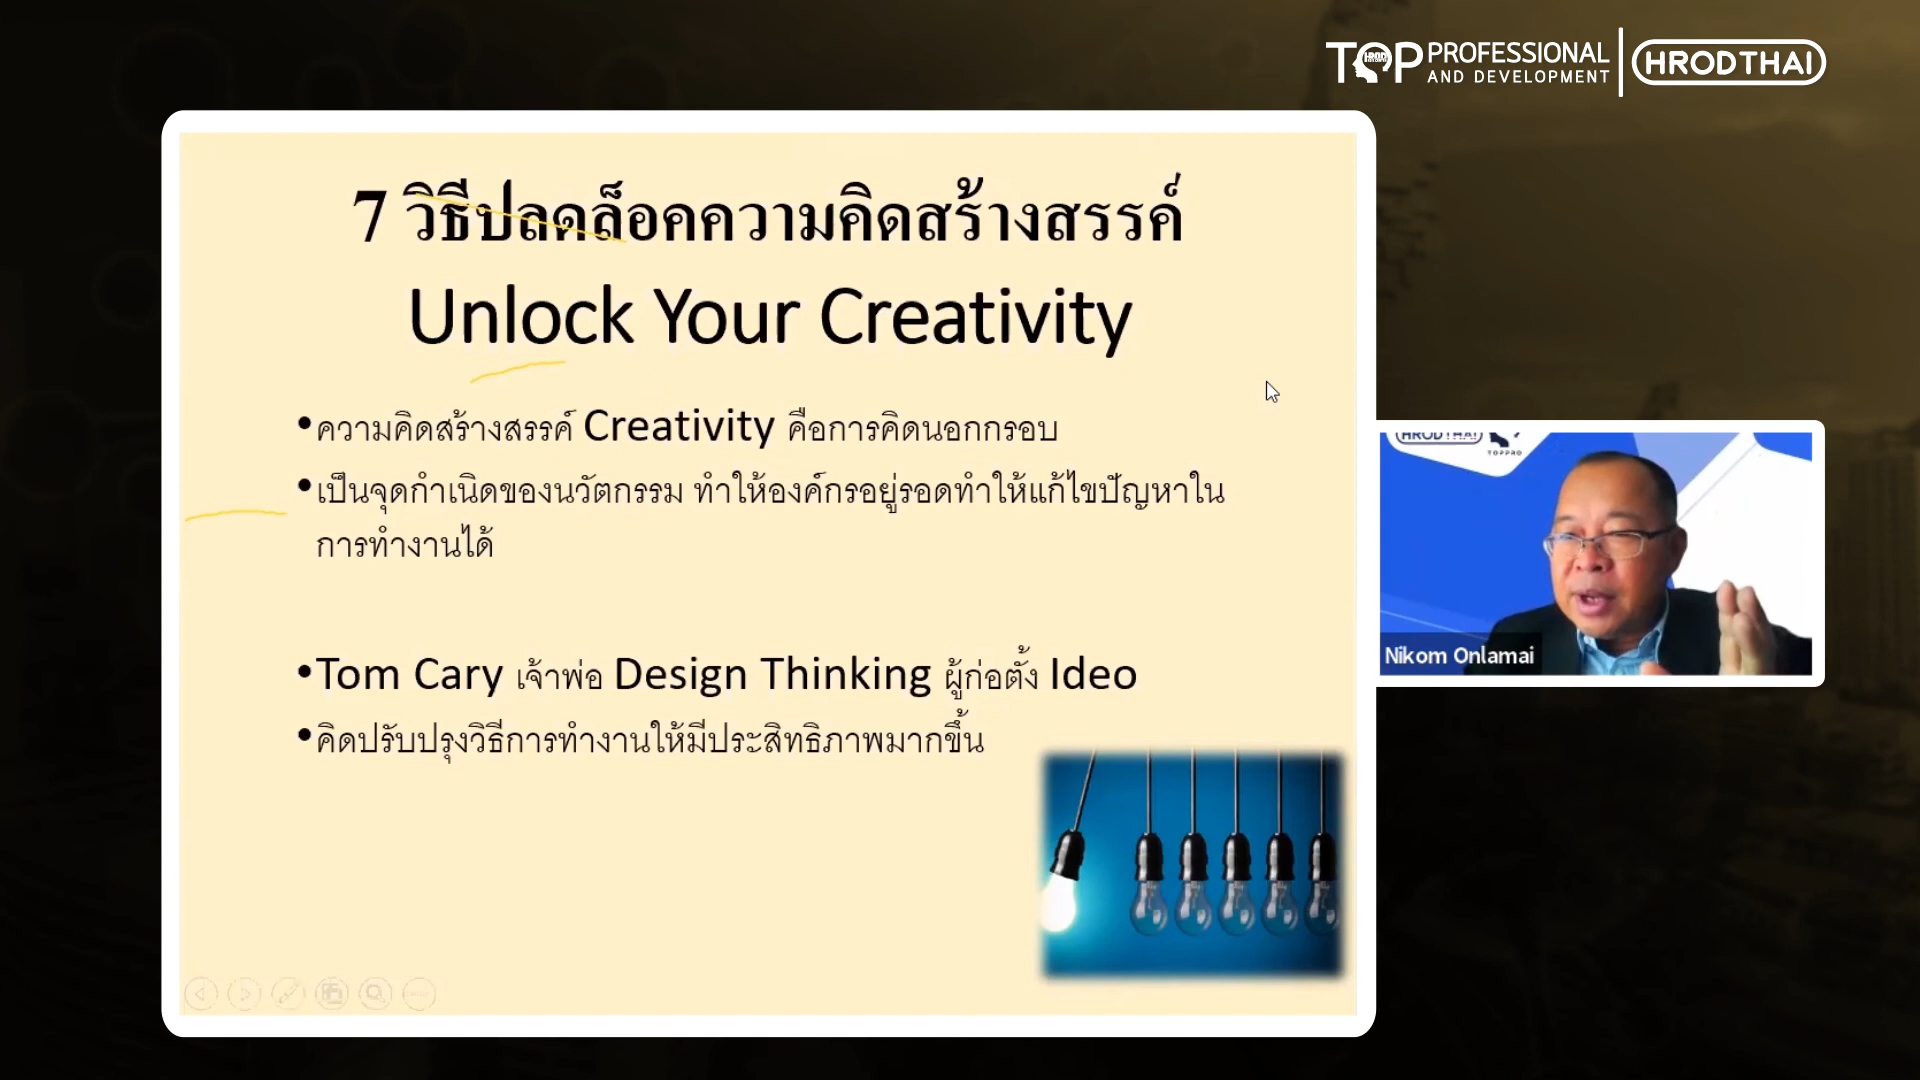 TOP PROFESSIONAL
AND DEVELOPMENT
HRODTHAI
7 วิธีปลดล็อคความคิดสร้างสรรค์
Unlock Your Creativity
•ความคิดสร้างสรรค์ Creativity คือการคิดนอกกรอบ
•เป็นจุดกำเนิดของนวัตกรรม ทำให้องค์กรอยู่รอดทำให้แก้ไขปัญหาใน
การทำงานได้
•Tom Cary เจ้าพ่อ Design Thinking ผู้ก่อตั้ง Ideo
•คิดปรับปรุงวิธีการทำงานให้มีประสิทธิภาพมากขึ้น
HRODTHAI
TOPPRO
Nikom Onlamai